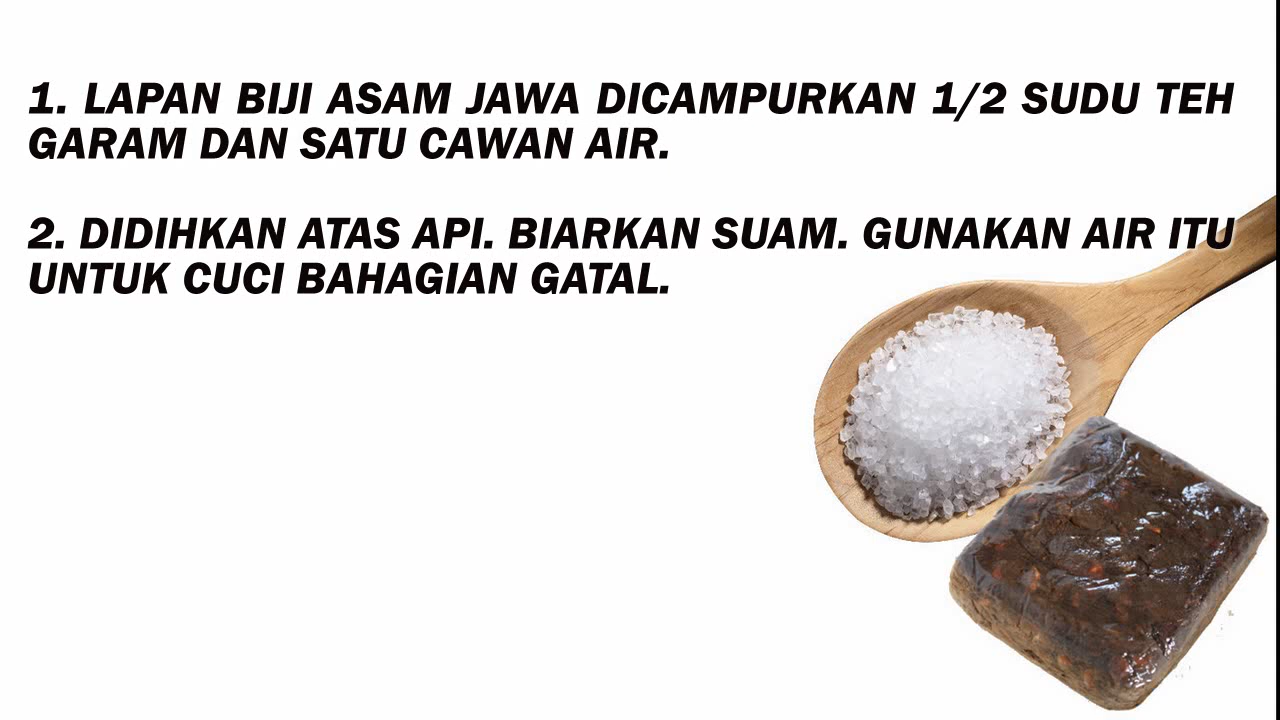 1. LAPAN BIJI ASAM JAWA DICAMPURKAN 1/2 SUDU TEH
GARAM DAN SATU CAWAN AIR.
2. DIDIHKAN ATAS API. BIARKAN SUAM. GUNAKAN AIR ITU
UNTUK CUCI BAHAGIAN GATAL.